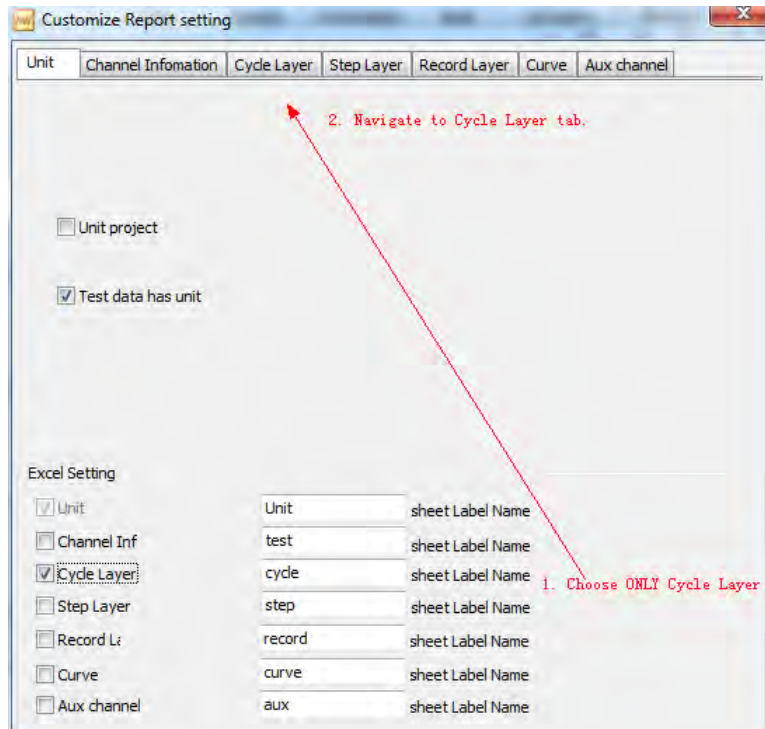 Customize Report setting
Unit Channel Infomation Cycle Layer Step Layer Record Layer Curve Aux channel
2. Navigate to Cycle Layer tab.
Unit project
Test data has unit
Excel Setting
Unit Unit sheet Label Name
Channel Inf test sheet Label Name
Cycle Layer cycle sheet Label Name
1. Choose ONLY Cycle Layer
Step Layer step sheet Label Name
Record La record sheet Label Name
Curve curve sheet Label Name
Aux channel aux sheet Label Name